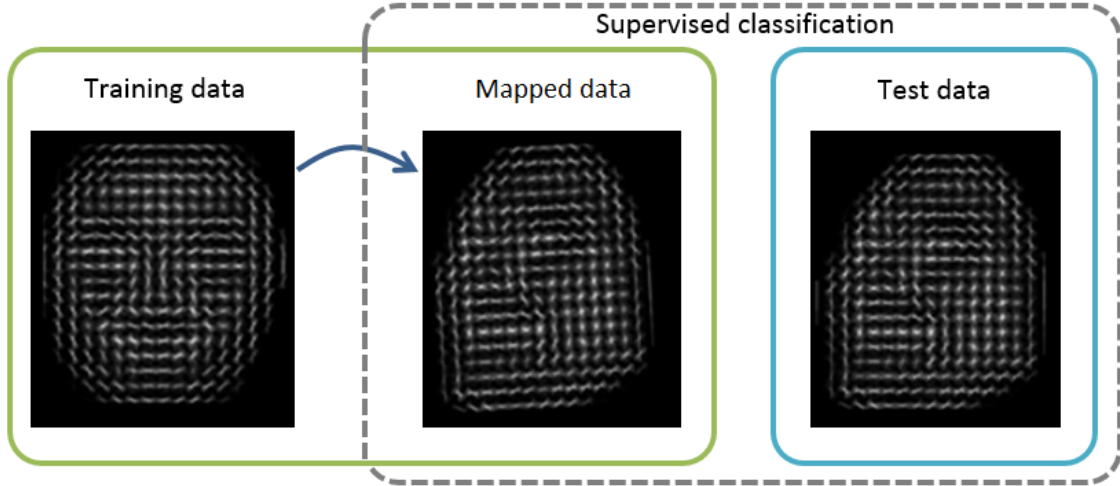 Supervised classification
Training data
Mapped data
Test data